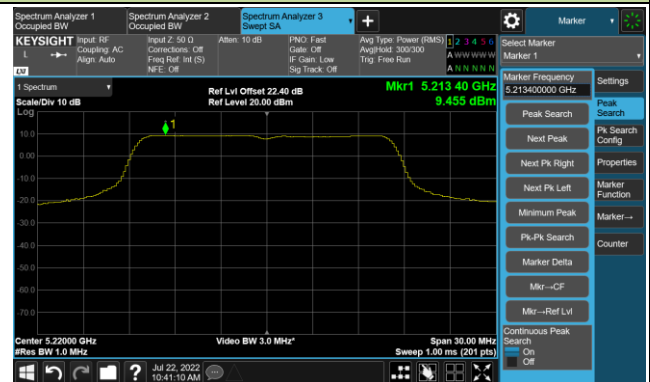 Spectrum Analyzer 1
Occupied BW
Spectrum Analyzer 2
Occupied BW
Spectrum Analyzer 3
Swept SA
Marker
KEYSIGHT
L
LXI
Input: RF
Coupling: AC
Align: Auto
Input Z: 50 Ω
Corrections: Off
Freq Ref: Int (S)
NFE: Off
Atten: 10 dB
PNO: Fast
Gate: Off
IF Gain: Low
Sig Track: Off
Avg Type: Power (RMS)
Avg|Hold: 300/300
Trig: Free Run
1 2 3 4 5 6
A W W W W W
A N N N N N
Select Marker
Marker 1
1 Spectrum
Scale/Div 10 dB
Log
Ref Lvl Offset 22.40 dB
Ref Level 20.00 dBm
Mkr1 5.213 40 GHz
9.455 dBm
Marker Frequency
5.213400000 GHz
Settings
Peak Search
Peak
Search
Next Peak
Pk Search
Config
Next Pk Right
Properties
Next Pk Left
Marker
Function
Minimum Peak
Marker→
Pk-Pk Search
Counter
Marker Delta
Mkr→CF
Mkr→Ref Lvl
Continuous Peak
Search
On
Off
1
10.0
0.00
-10.0
-20.0
-30.0
-40.0
-50.0
-60.0
-70.0
Center 5.22000 GHz
#Res BW 1.0 MHz
Video BW 3.0 MHz*
Span 30.00 MHz
Sweep 1.00 ms (201 pts)
?
Jul 22, 2022
10:41:10 AM